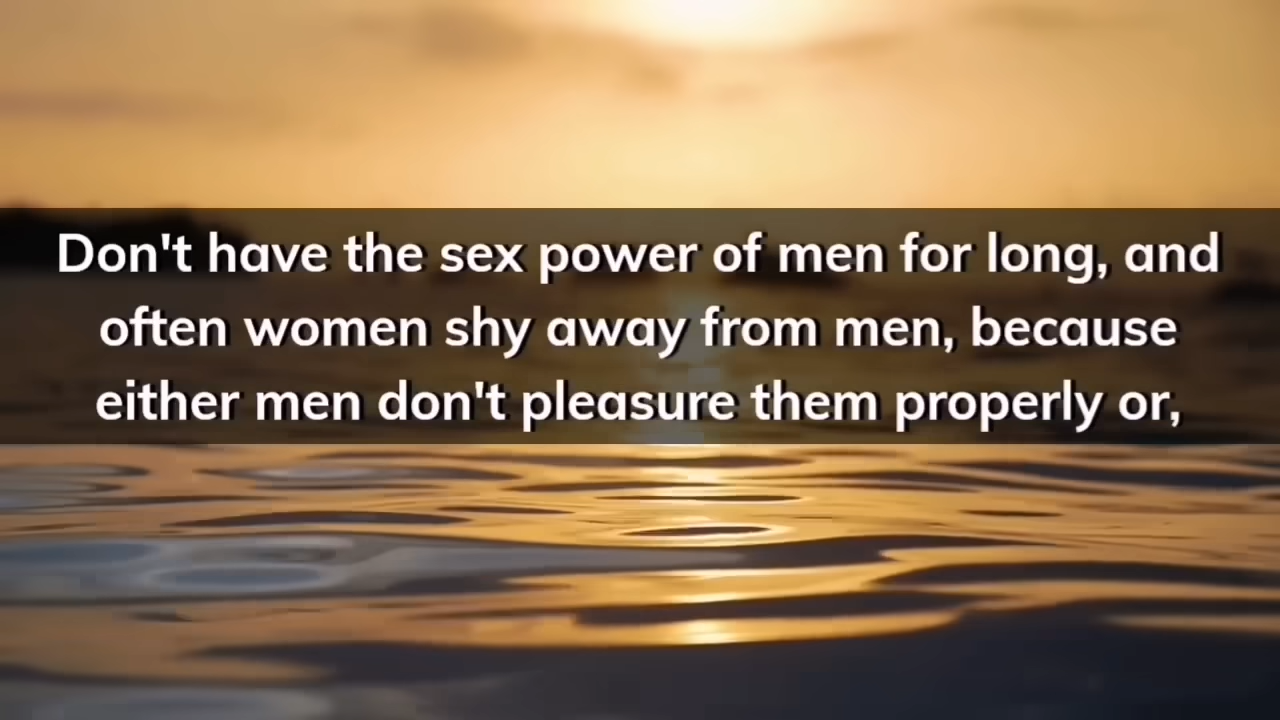 Don't have the sex power of men for long, and
often women shy away from men, because
either men don't pleasure them properly or,